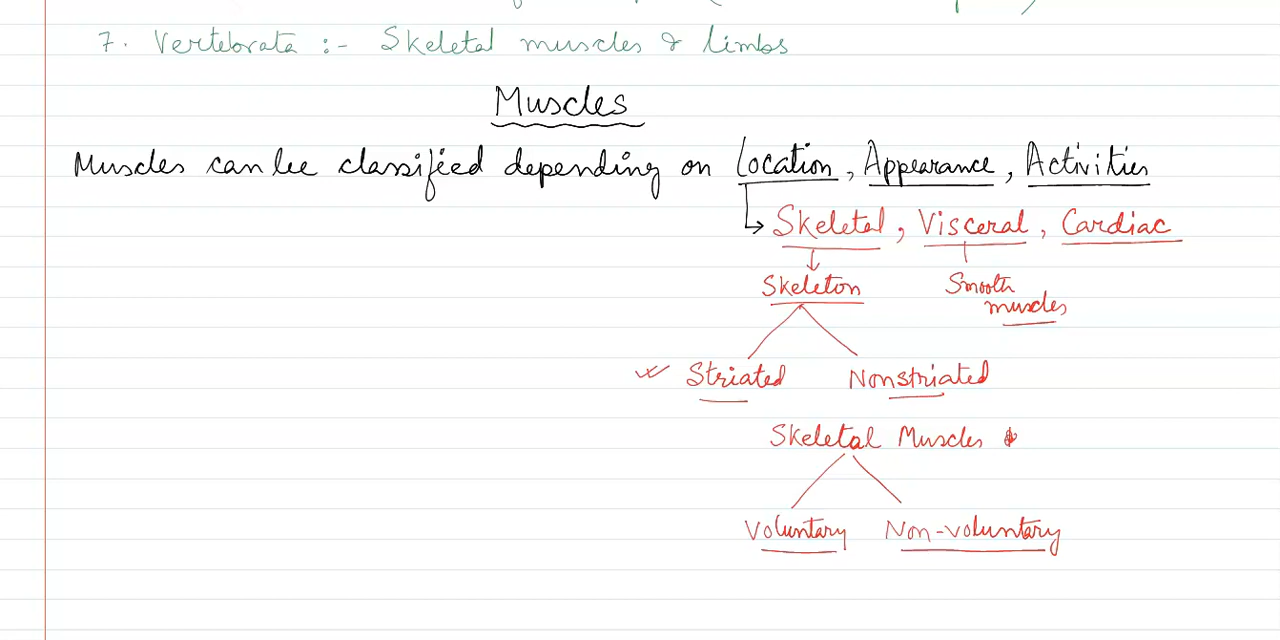 7. Vertebrata :- Skeletal muscles & limbs
Muscles
Muscles can be classified depending on Location, Appearance, Activities
Skeletal, Visceral, Cardiac
Skeleton
Smooth
muscles
Striated Nonstriated
Skeletal Muscles
Voluntary Non-voluntary